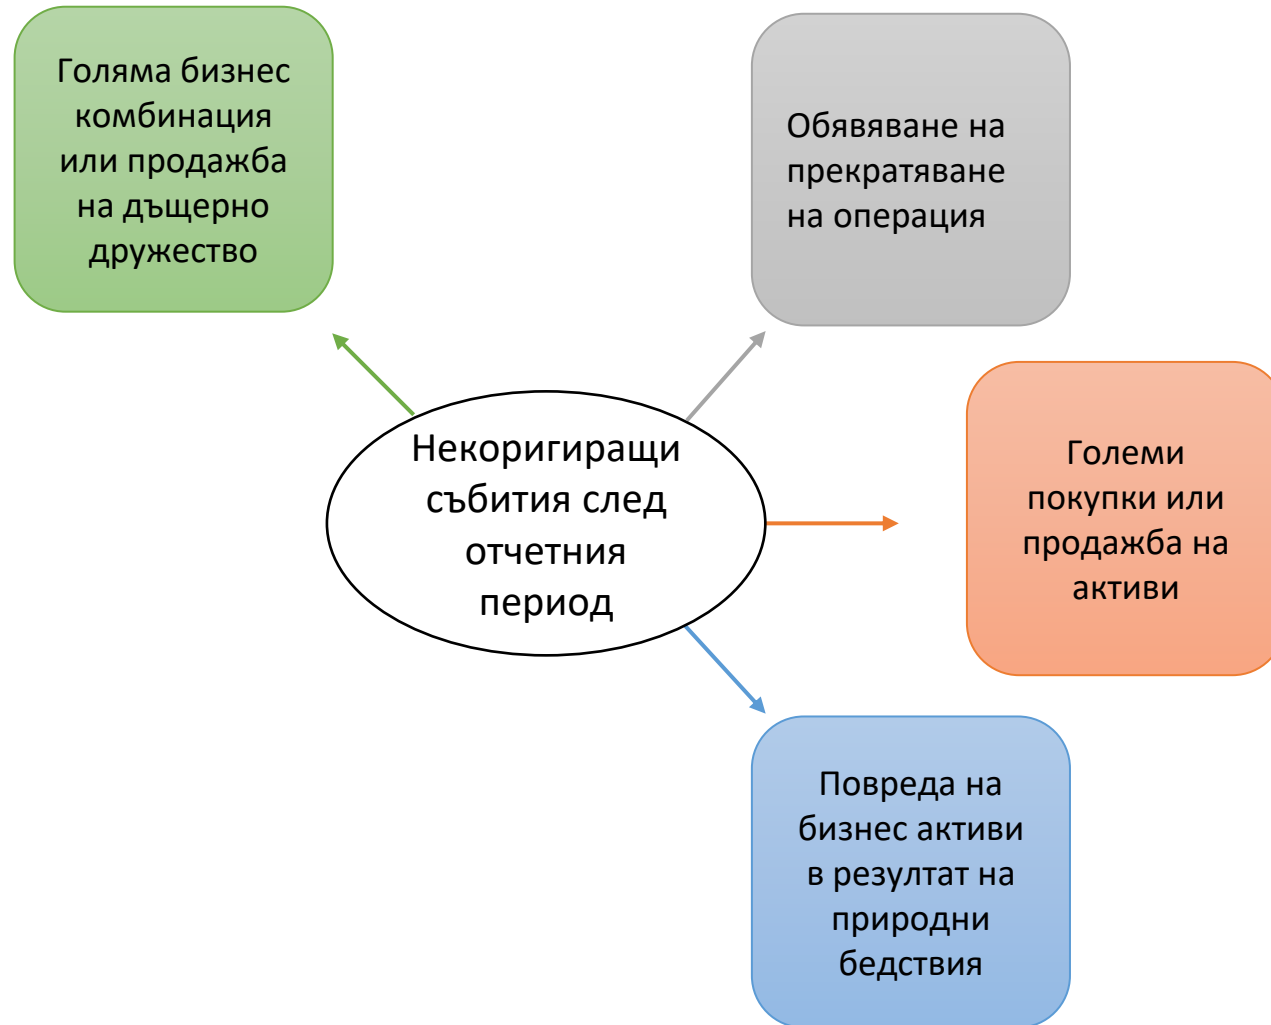 Голяма бизнес
комбинация
или продажба
на дъщерно
дружество
Обявяване на
прекратяване
на операция
Некоригиращи
събития след
отчетния
период
Големи
покупки или
продажба на
активи
Повреда на
бизнес активи
в резултат на
природни
бедствия